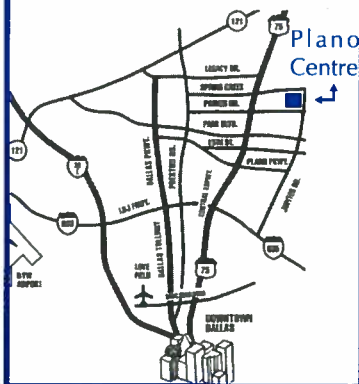 121
75
Plano
Centre
LEGACY DR.
SPRING CREEK
PARKER RD.
PARK BLVD.
15TH ST.
PLANO PKWY.
DALLAS PKWY.
PRESTON RD.
CENTRAL EXPWY.
JUPITER RD.
121
35
LBJ FRWY.
635
635
DALLAS TOLLWAY
LOVE
FIELD
75
DFW
AIRPORT
DOWNTOWN
DALLAS